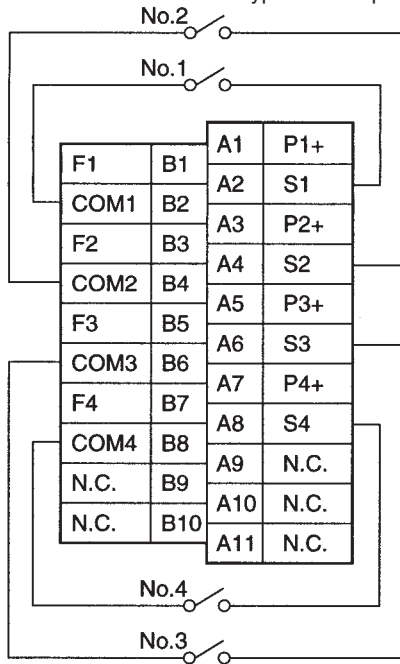 No.2
No.1
F1 B1
COM1 B2
F2 B3
COM2 B4
F3 B5
COM3 B6
F4 B7
COM4 B8
N.C. B9
N.C. B10
A1 P1+
A2 S1
A3 P2+
A4 S2
A5 P3+
A6 S3
A7 P4+
A8 S4
A9 N.C.
A10 N.C.
A11 N.C.
No.4
No.3